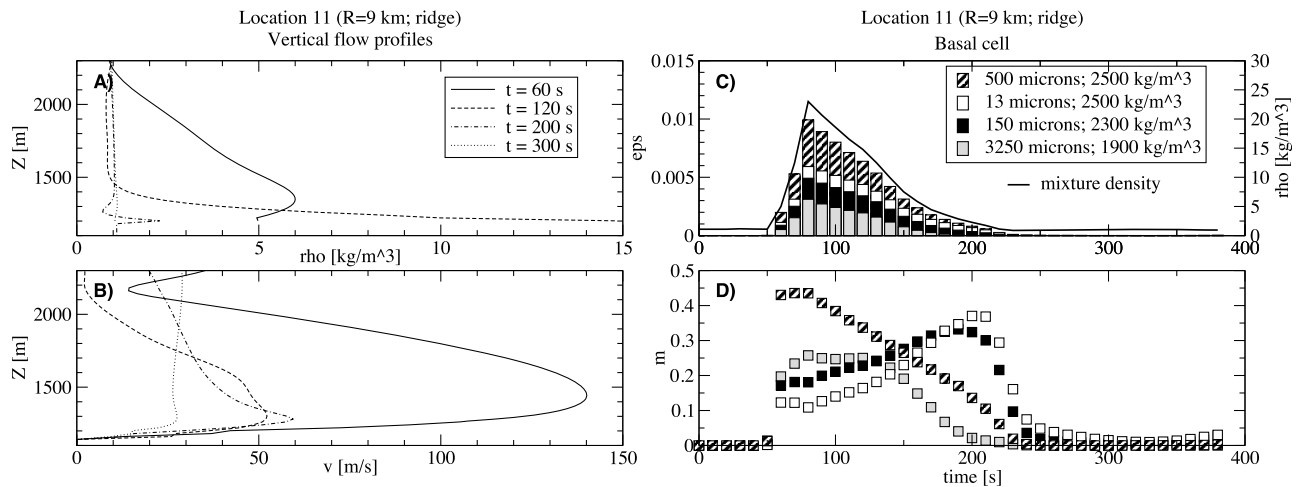 Location 11 (R=9 km; ridge)
Vertical flow profiles
A)
t = 60 s
t = 120 s
t = 200 s
t = 300 s
2000
1500
Z [m]
0
5
10
15
rho [kg/m^3]
B)
2000
1500
Z [m]
0
50
100
150
v [m/s]
Location 11 (R=9 km; ridge)
Basal cell
C)
500 microns; 2500 kg/m^3
13 microns; 2500 kg/m^3
150 microns; 2300 kg/m^3
3250 microns; 1900 kg/m^3
mixture density
0.015
0.01
0.005
0
eps
30
25
20
15
10
5
0
rho [kg/m^3]
0
100
200
300
400
D)
0.5
0.4
0.3
0.2
0.1
0
m
0
100
200
300
400
time [s]